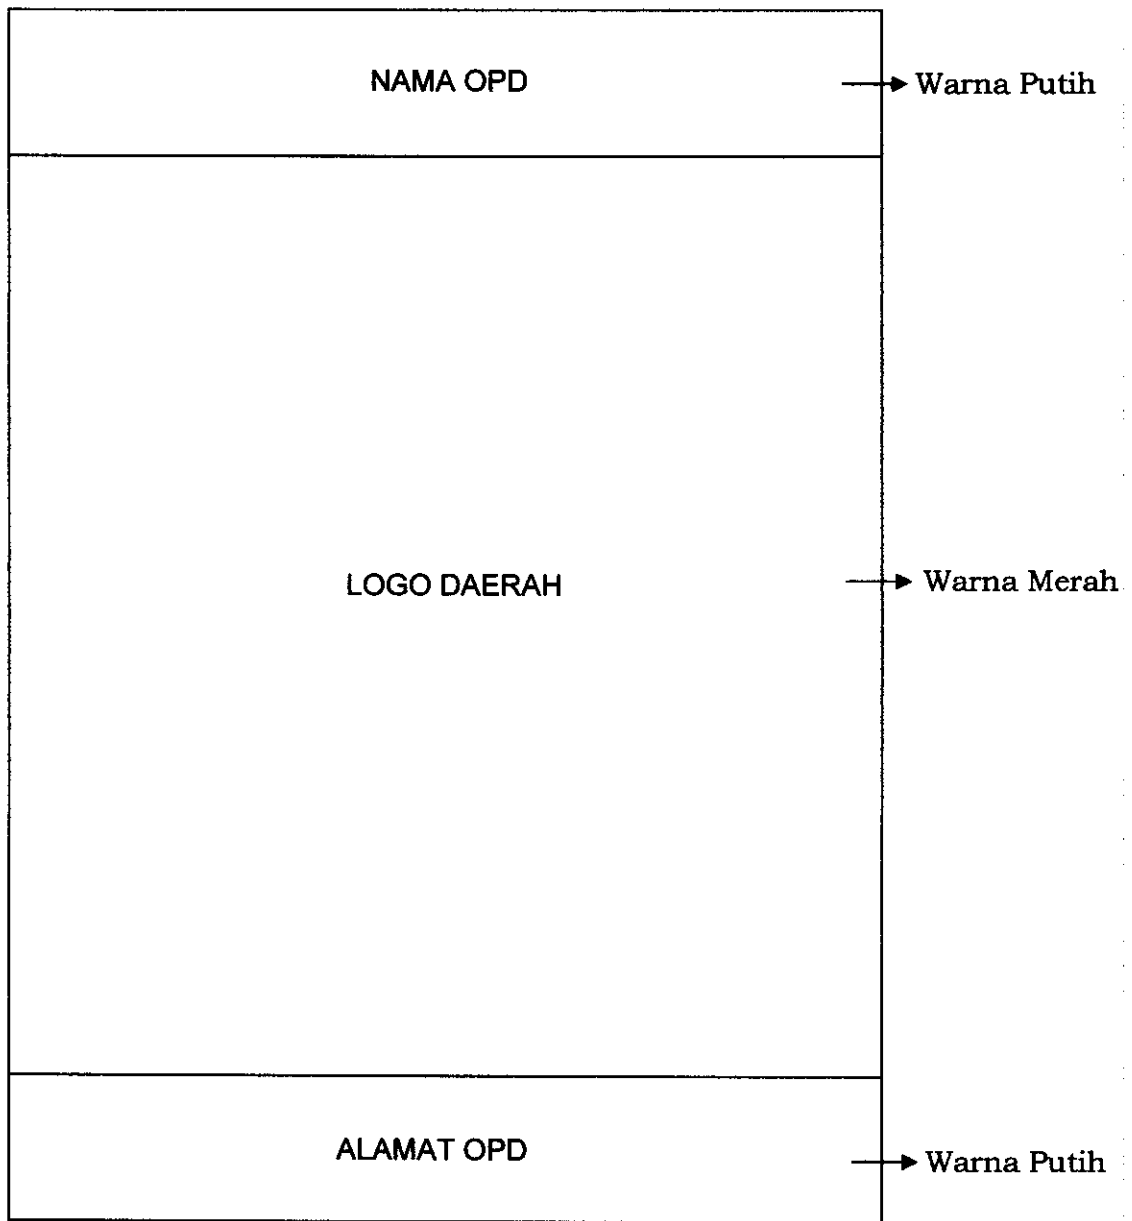 NAMA OPD
Warna Putih
LOGO DAERAH
Warna Merah
ALAMAT OPD
Warna Putih